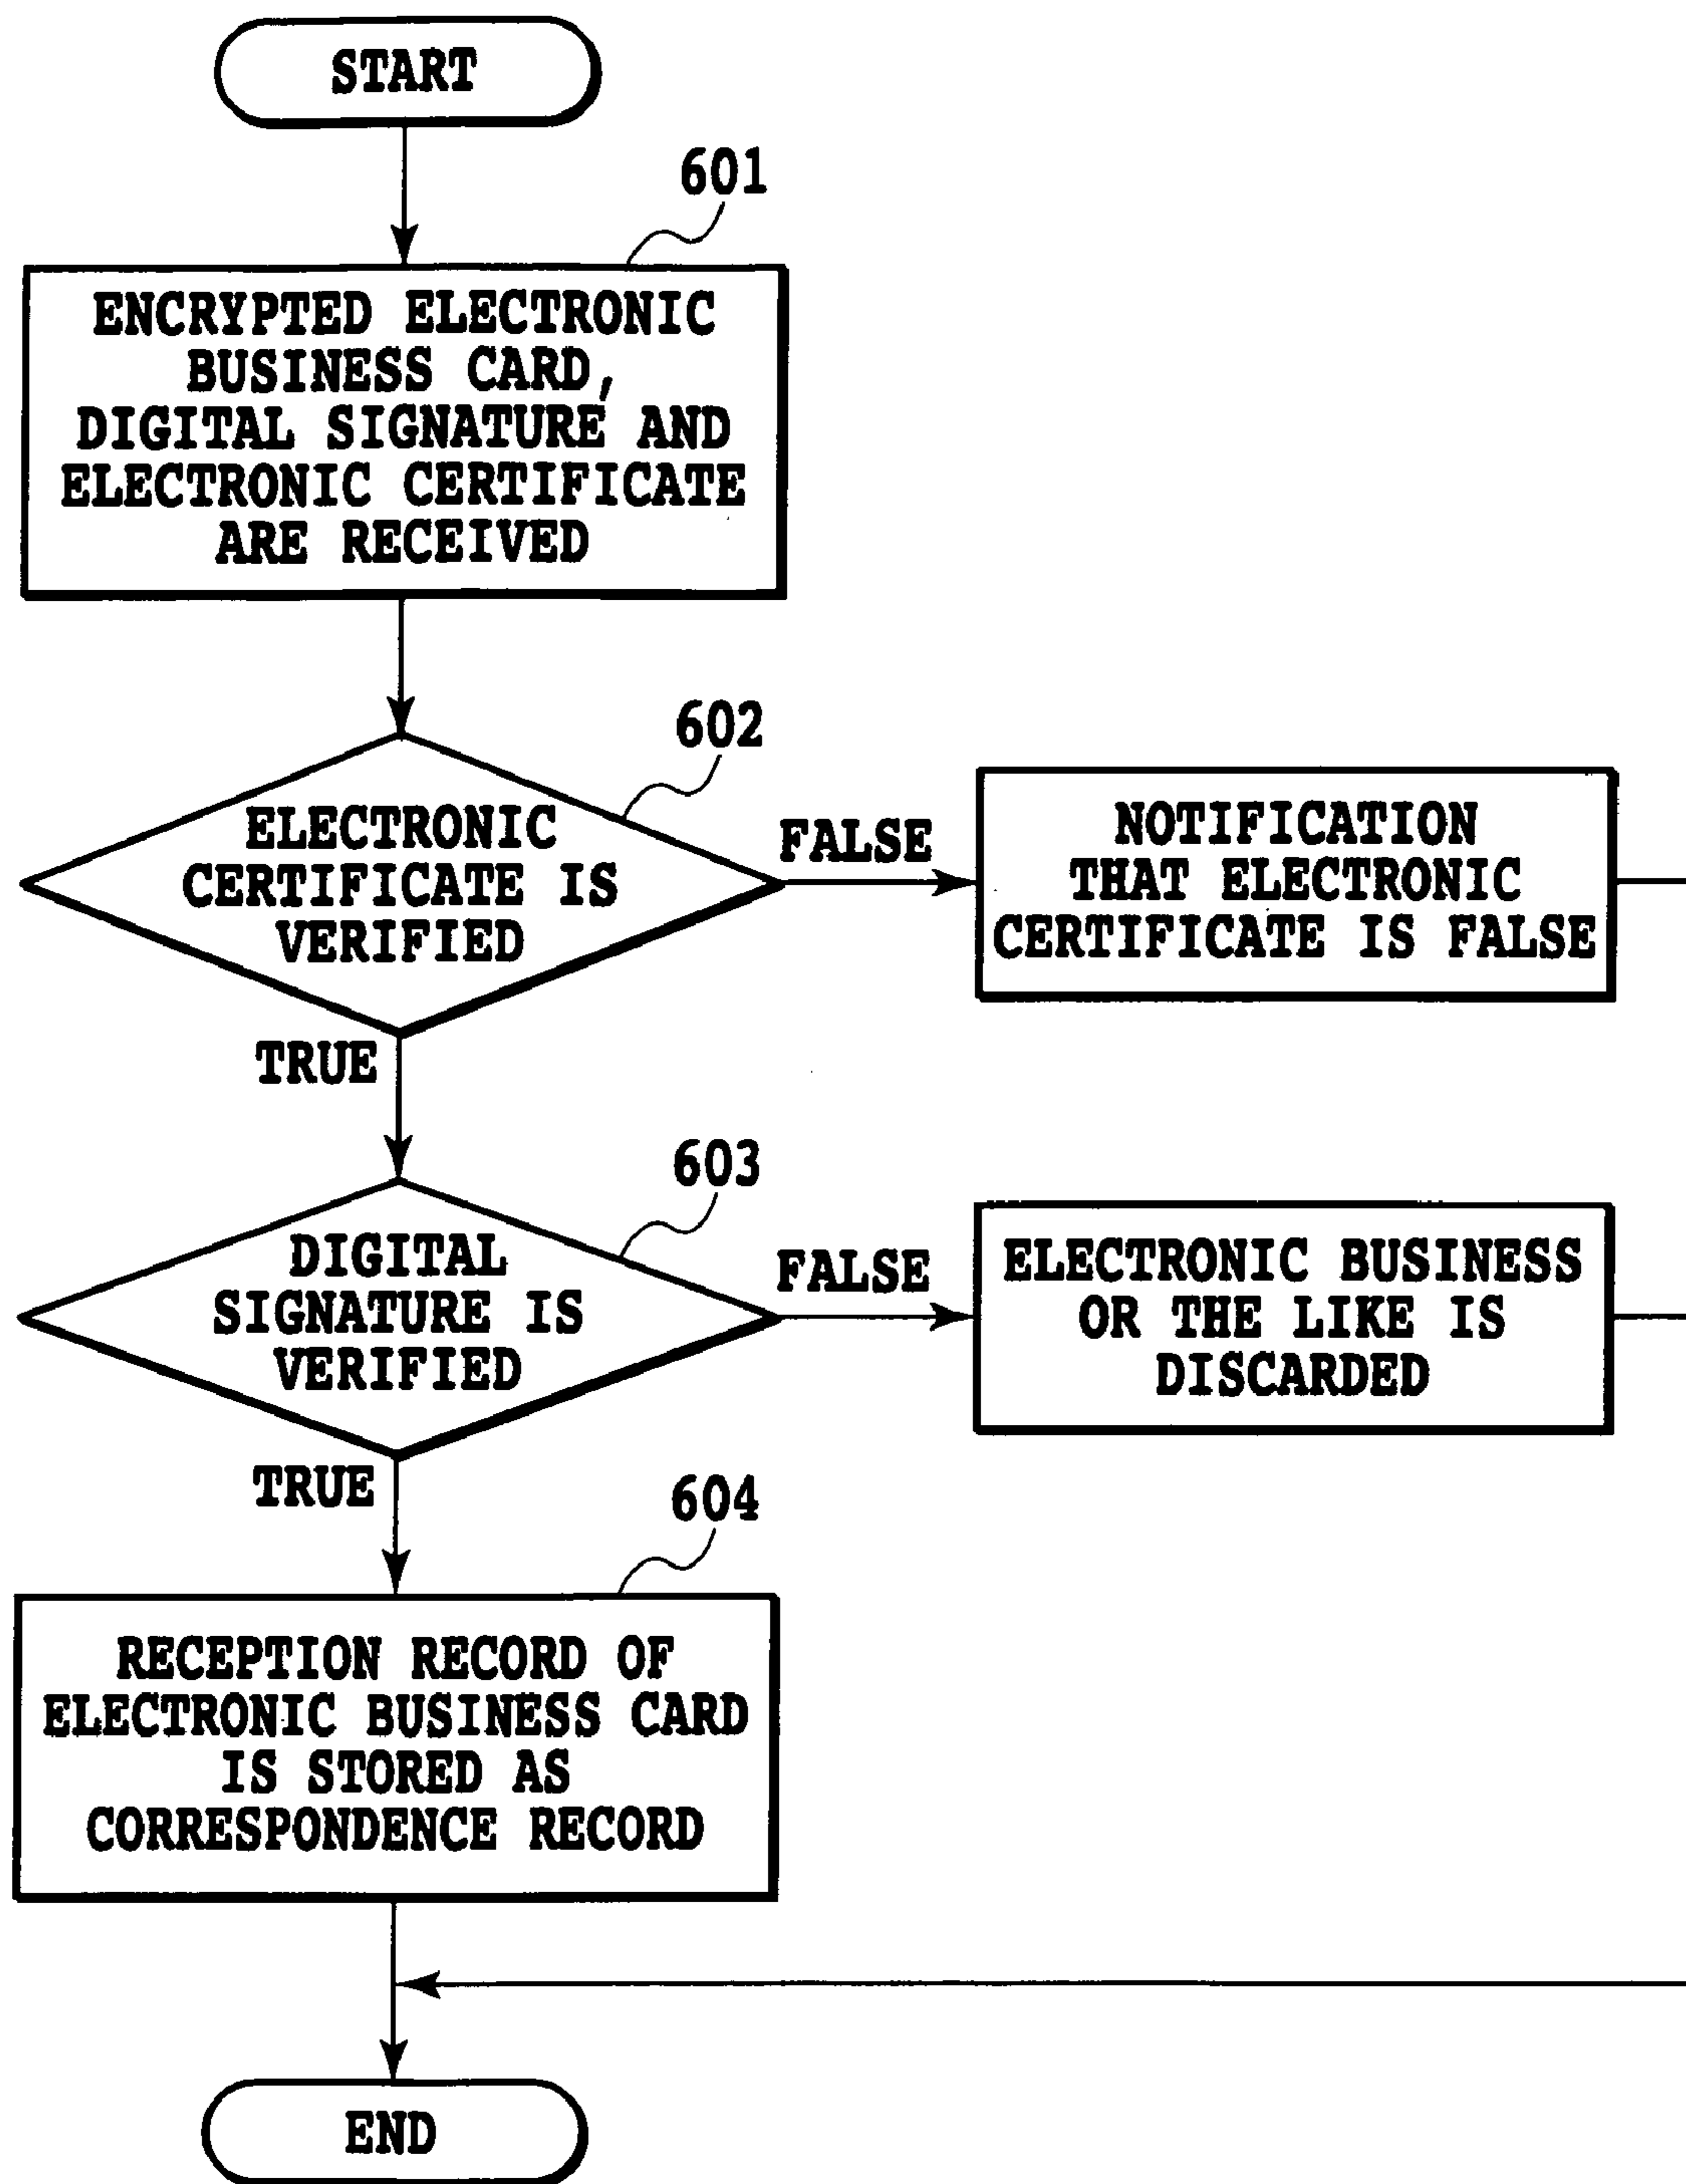 START
601
ENCRYPTED ELECTRONIC
BUSINESS CARD,
DIGITAL SIGNATURE, AND
ELECTRONIC CERTIFICATE
ARE RECEIVED
602
ELECTRONIC
CERTIFICATE IS
VERIFIED
FALSE
NOTIFICATION
THAT ELECTRONIC
CERTIFICATE IS FALSE
TRUE
603
DIGITAL
SIGNATURE IS
VERIFIED
FALSE
ELECTRONIC BUSINESS
OR THE LIKE IS
DISCARDED
TRUE
604
RECEPTION RECORD OF
ELECTRONIC BUSINESS CARD
IS STORED AS
CORRESPONDENCE RECORD
END